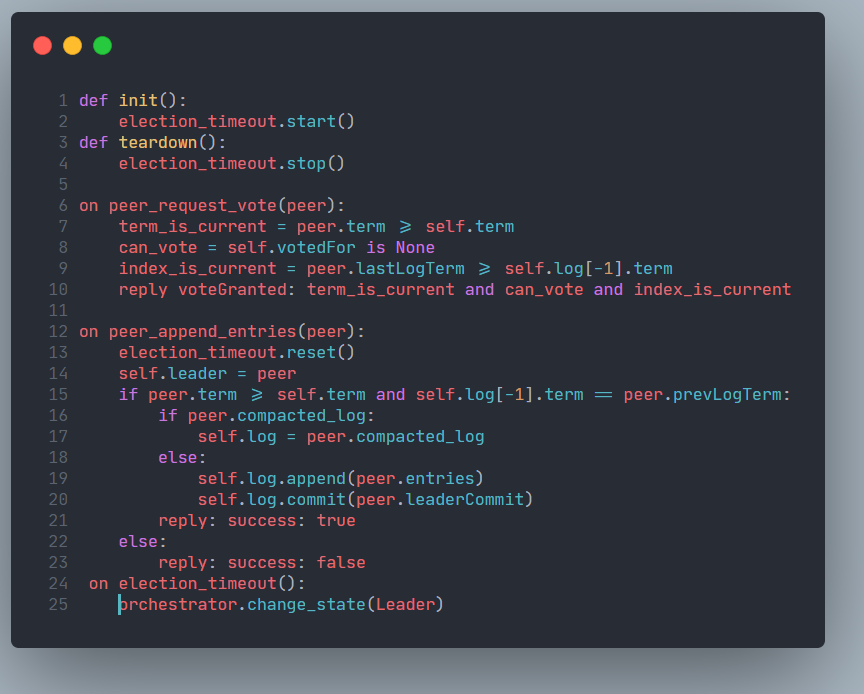 1 def init():
2     election_timeout.start()
3 def teardown():
4     election_timeout.stop()
5
6 on peer_request_vote(peer):
7     term_is_current = peer.term ⩾ self.term
8     can_vote = self.votedFor is None
9     index_is_current = peer.lastLogTerm ⩾ self.log[-1].term
10     reply voteGranted: term_is_current and can_vote and index_is_current
11
12 on peer_append_entries(peer):
13     election_timeout.reset()
14     self.leader = peer
15     if peer.term ⩾ self.term and self.log[-1].term == peer.prevLogTerm:
16         if peer.compacted_log:
17             self.log = peer.compacted_log
18         else:
19             self.log.append(peer.entries)
20             self.log.commit(peer.leaderCommit)
21         reply: success: true
22     else:
23         reply: success: false
24  on election_timeout():
25     orchestrator.change_state(Leader)